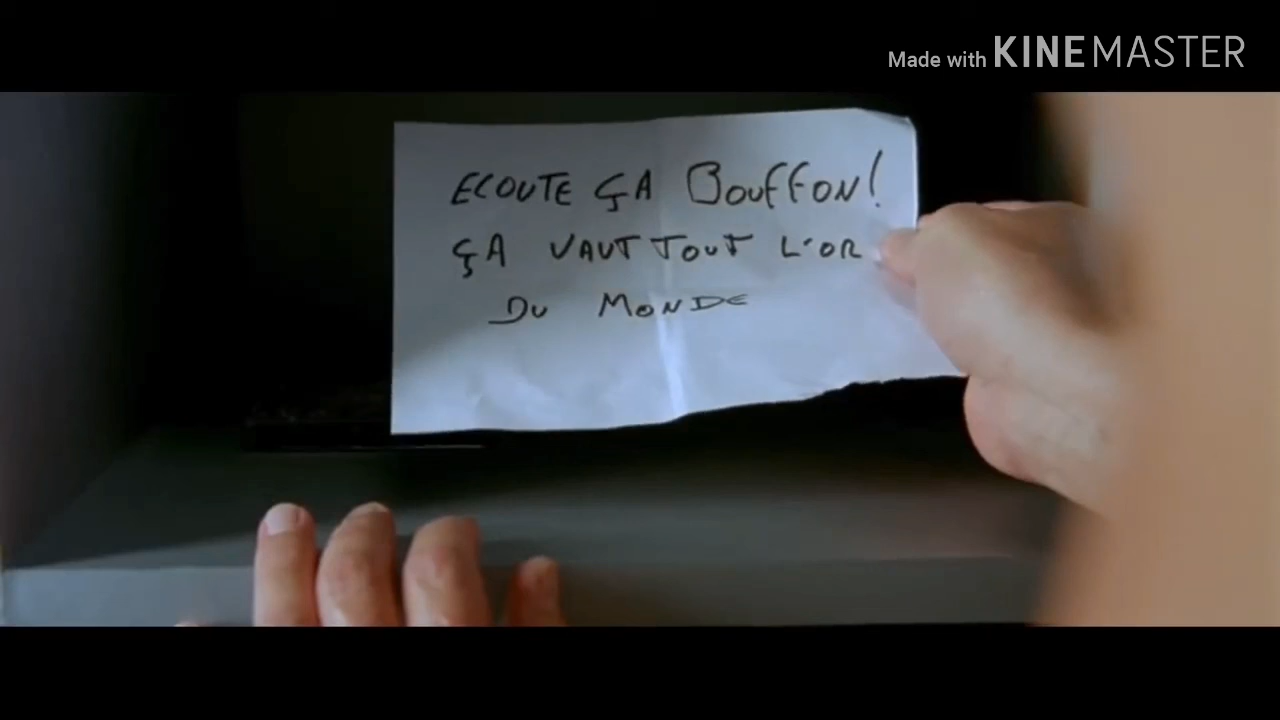 Made with KINEMASTER
ECOUTE ÇA BOUFFON!
ÇA VAUT TOUT L'OR
DU MONDE